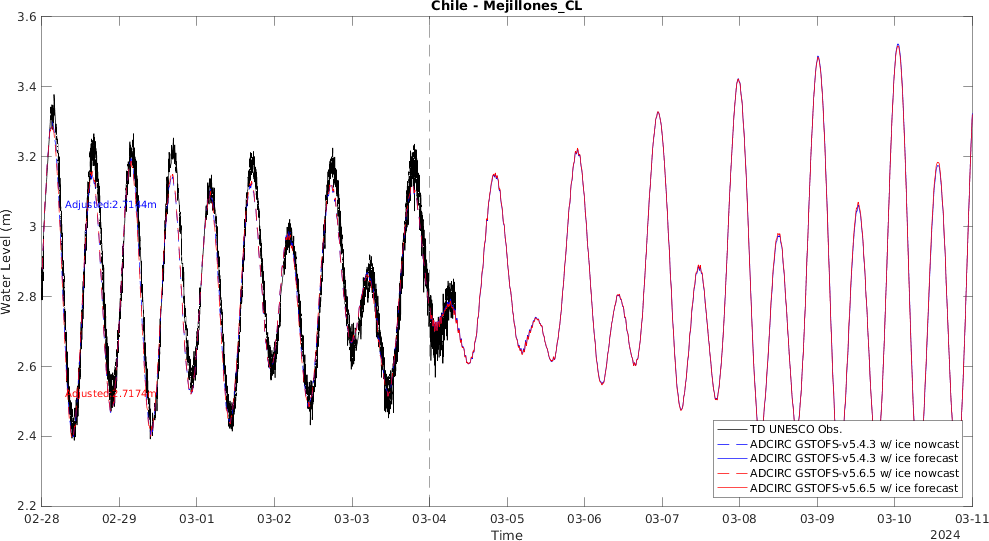 Chile - Mejillones_CL
3.6
3.4
3.2
3
2.8
2.6
2.4
2.2
Water Level (m)
Adjusted:2.7184m
Adjusted:2.7174m
TD UNESCO Obs.
ADCIRC GSTOFS-v5.4.3 w/ ice nowcast
ADCIRC GSTOFS-v5.4.3 w/ ice forecast
ADCIRC GSTOFS-v5.6.5 w/ ice nowcast
ADCIRC GSTOFS-v5.6.5 w/ ice forecast
02-28 02-29 03-01 03-02 03-03 03-04 03-05 03-06 03-07 03-08 03-09 03-10 03-11
Time
2024